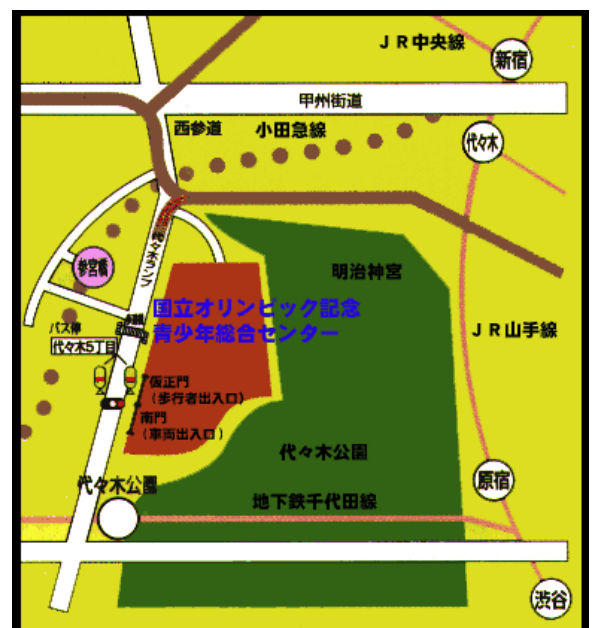 JR中央線
新宿
甲州街道
西参道
小田急線
代々木
代々木ランプ
参宮橋
明治神宮
国立オリンピック記念
青少年総合センター
JR山手線
バス停
代々木5丁目
仮正門
(歩行者出入口)
南門
(車両出入口)
代々木公園
代々木公園
原宿
地下鉄千代田線
渋谷